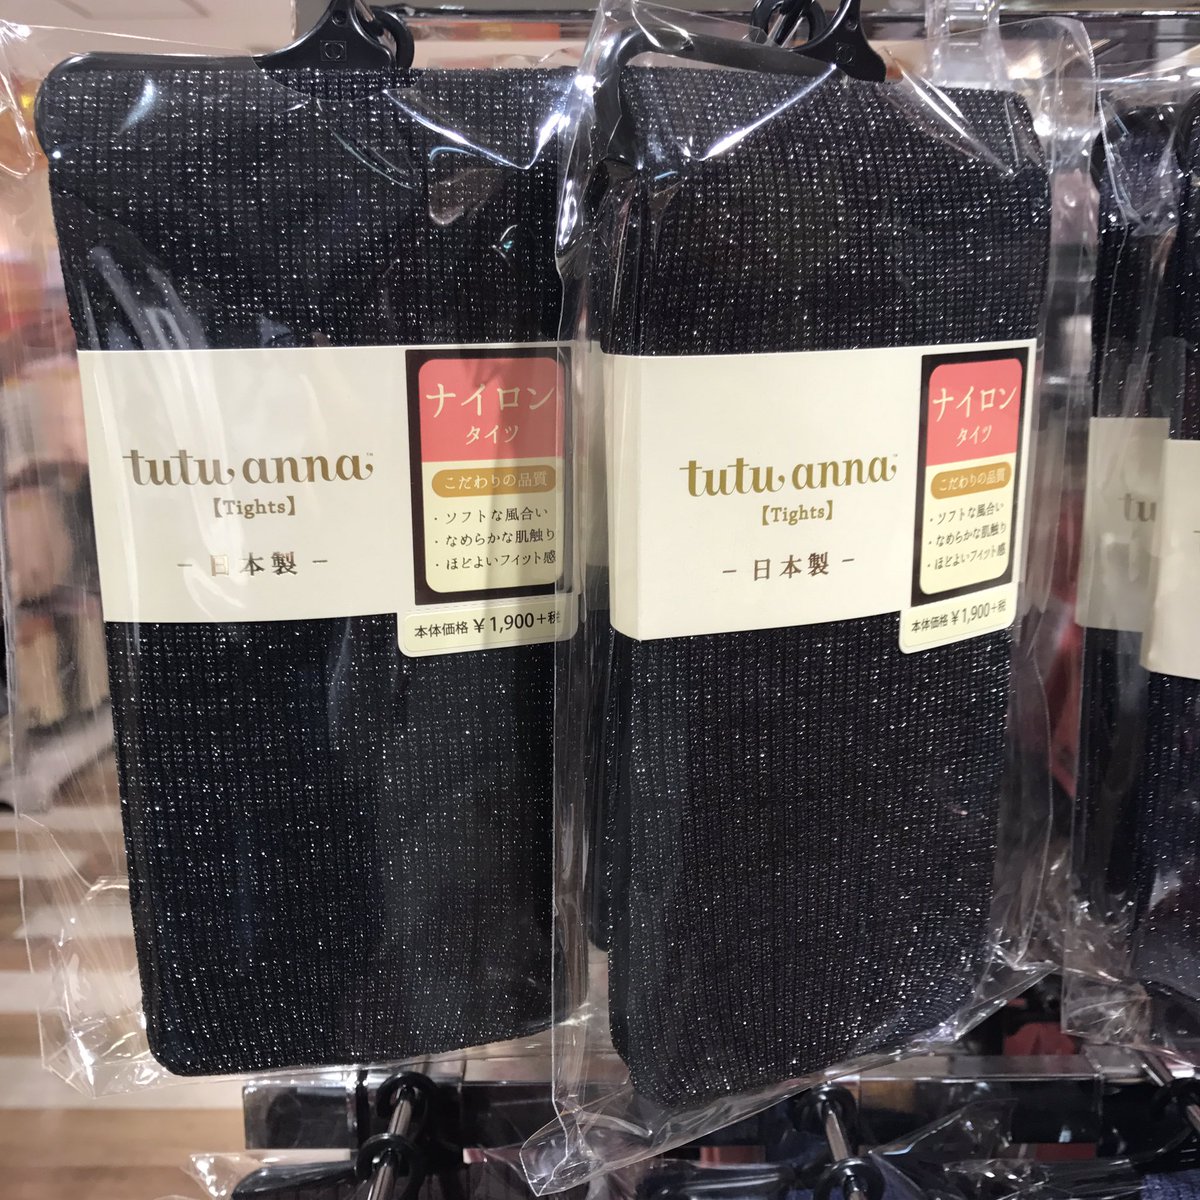 tutu anna™
【Tights】
– 日本製 –
ナイロン
タイツ
こだわりの品質
・ソフトな風合い
・なめらかな肌触り
・ほどよいフィット感
本体価格 ¥1,900+税
tutu anna™
【Tights】
– 日本製 –
ナイロン
タイツ
こだわりの品質
・ソフトな風合い
・なめらかな肌触り
・ほどよいフィット感
本体価格 ¥1,900+税
tu